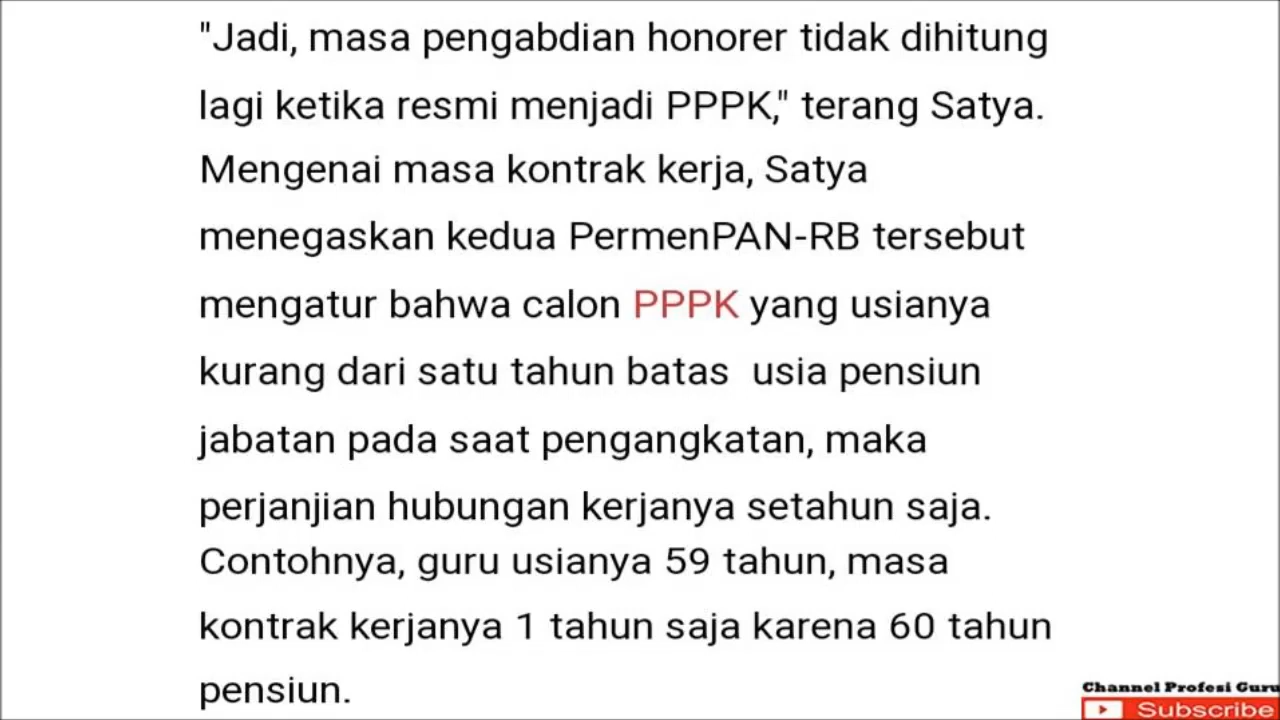 "Jadi, masa pengabdian honorer tidak dihitung
lagi ketika resmi menjadi PPPK," terang Satya.
Mengenai masa kontrak kerja, Satya
menegaskan kedua PermenPAN-RB tersebut
mengatur bahwa calon PPPK yang usianya
kurang dari satu tahun batas  usia pensiun
jabatan pada saat pengangkatan, maka
perjanjian hubungan kerjanya setahun saja.
Contohnya, guru usianya 59 tahun, masa
kontrak kerjanya 1 tahun saja karena 60 tahun
pensiun.
Channel Profesi Guru
Subscribe